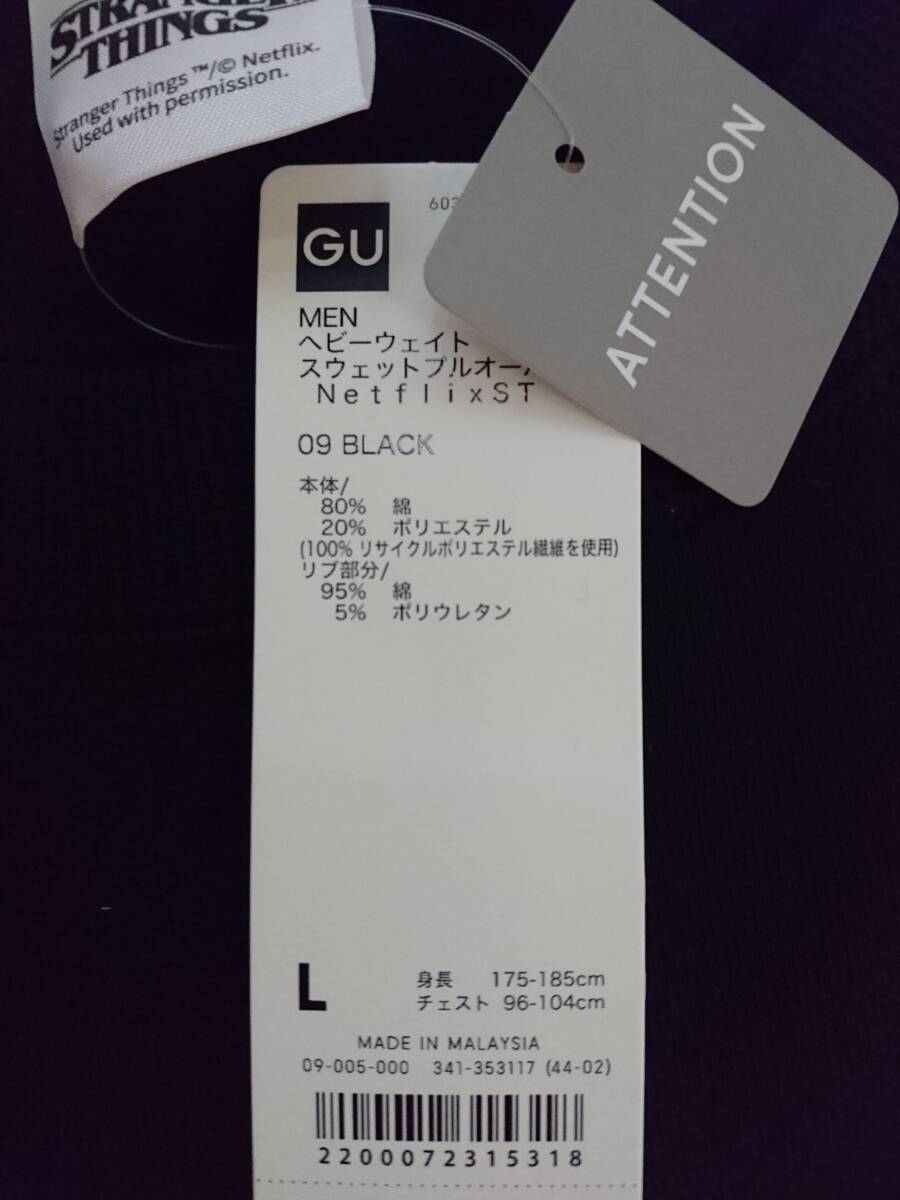 STRANGER
THINGS
Stranger Things ™/© Netflix.
Used with permission.
ATTENTION
GU
MEN
ヘビーウェイト
スウェットプルオー
NetflixST
09 BLACK
本体/
80% 綿
20% ポリエステル
(100% リサイクルポリエステル繊維を使用)
リブ部分/
95% 綿
5% ポリウレタン
L
身長 175-185cm
チェスト 96-104cm
MADE IN MALAYSIA
09-005-000 341-353117 (44-02)
2200072315318